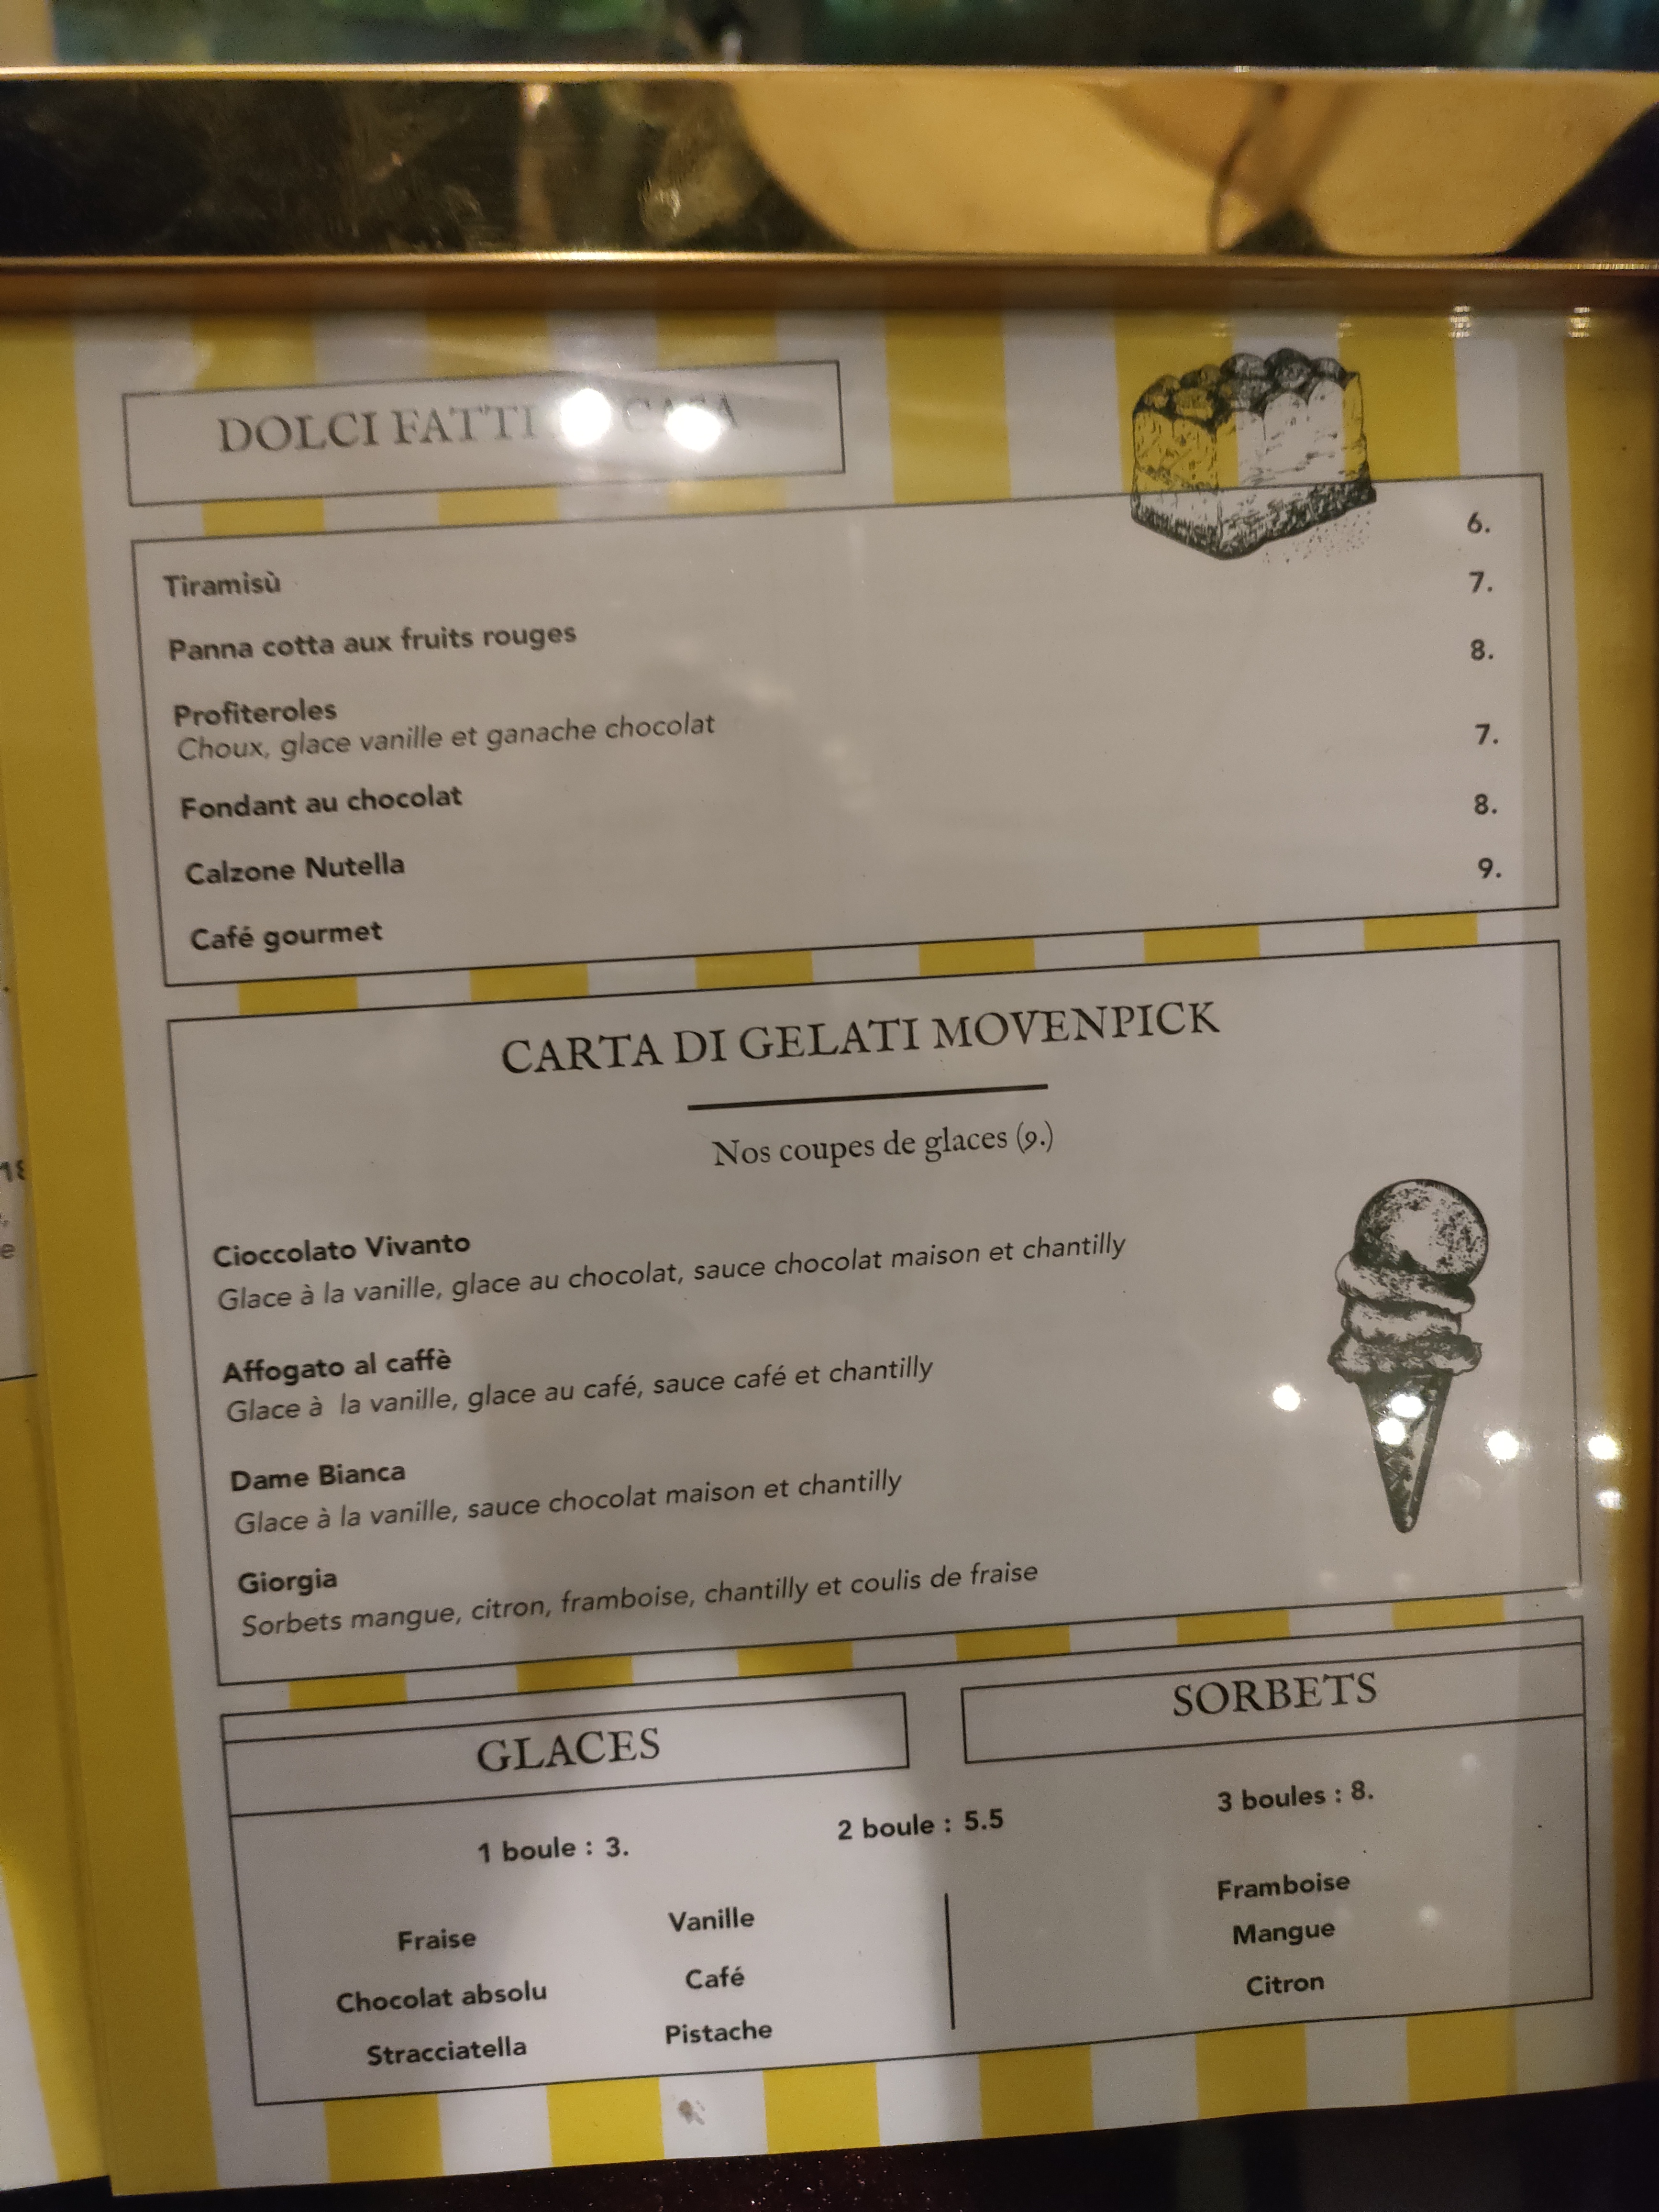 DOLCI FATTI CASA
Tiramisù 6.
Panna cotta aux fruits rouges 7.
Profiteroles 8.
Choux, glace vanille et ganache chocolat
Fondant au chocolat 7.
Calzone Nutella 8.
Café gourmet 9.
CARTA DI GELATI MOVENPICK
Nos coupes de glaces (9.)
Cioccolato Vivanto
Glace à la vanille, glace au chocolat, sauce chocolat maison et chantilly
Affogato al caffè
Glace à la vanille, glace au café, sauce café et chantilly
Dame Bianca
Glace à la vanille, sauce chocolat maison et chantilly
Giorgia
Sorbets mangue, citron, framboise, chantilly et coulis de fraise
GLACES
SORBETS
1 boule : 3.
2 boule : 5.5
3 boules : 8.
Fraise
Chocolat absolu
Stracciatella
Vanille
Café
Pistache
Framboise
Mangue
Citron